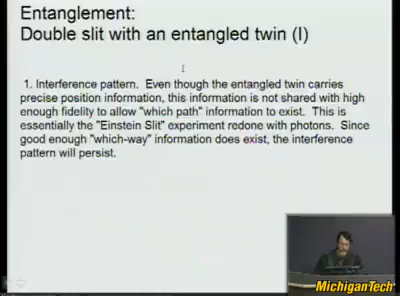 Entanglement:
Double slit with an entangled twin (I)
1. Interference pattern. Even though the entangled twin carries
precise position information, this information is not shared with high
enough fidelity to allow "which path" information to exist. This is
essentially the "Einstein Slit" experiment redone with photons. Since
good enough "which-way" information does exist, the interference
pattern will persist.
MichiganTech